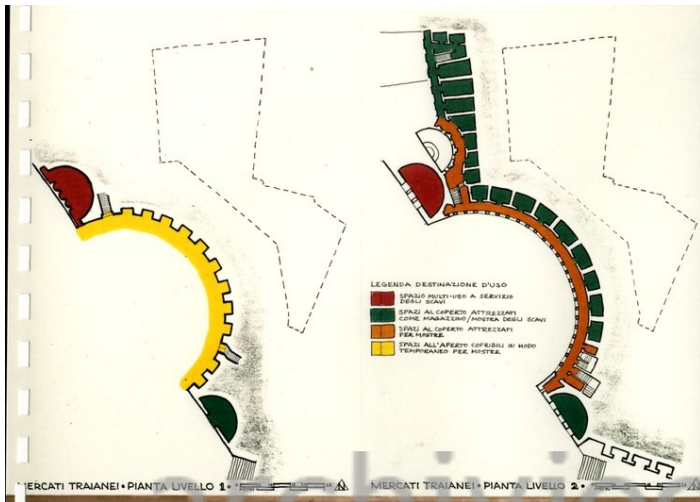 LEGENDA DESTINAZIONE D'USO
SPAZIO MULTI-USO A SERVIZIO
DEGLI SCAVI
SPAZI AL COPERTO ATTREZZATI
COME MAGAZZINO/MOSTRA DEGLI SCAVI
SPAZI AL COPERTO ATTREZZATI
PER MOSTRE
SPAZI ALL'APERTO COPRIBILI IN MODO
TEMPORANEO PER MOSTRE
MERCATI TRAIANEI • PIANTA LIVELLO 1 •
MERCATI TRAIANEI • PIANTA LIVELLO 2 •